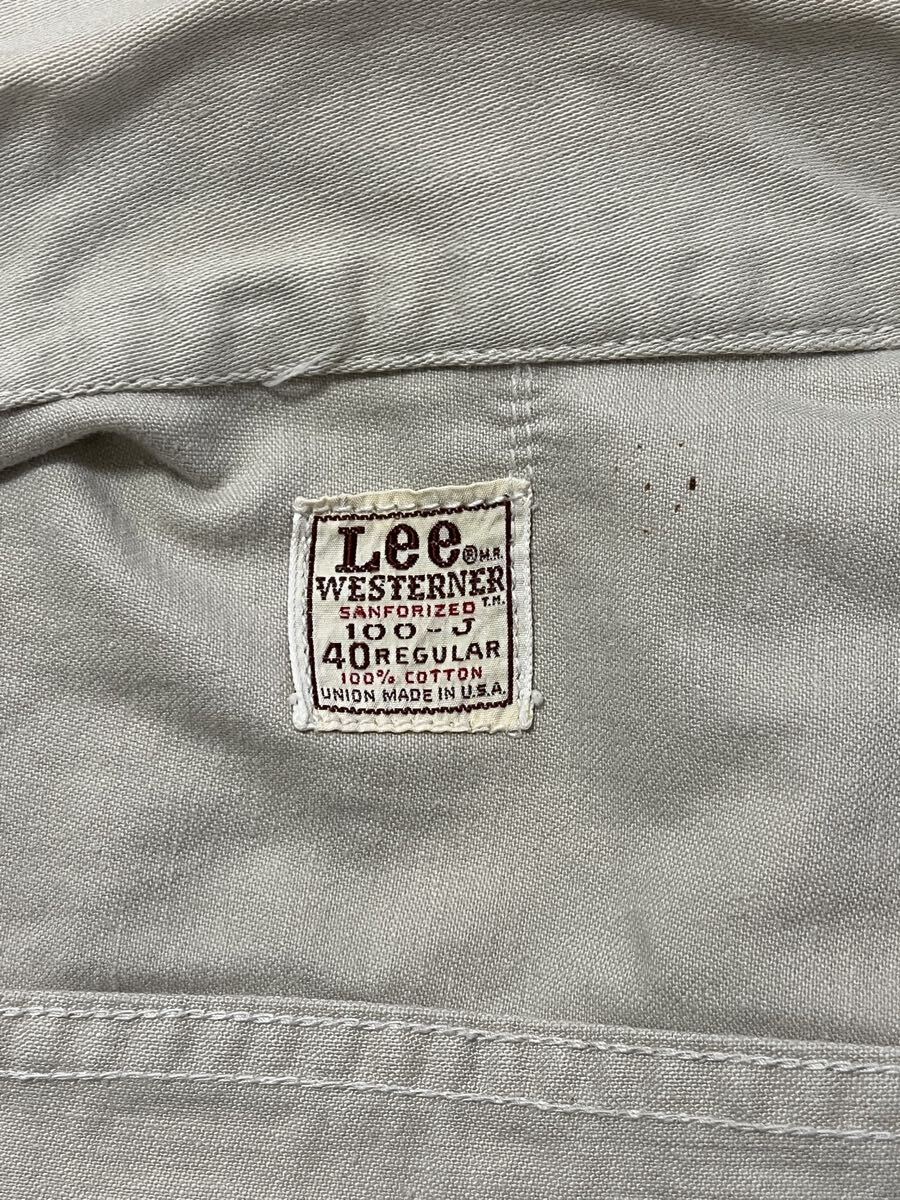 Lee ® M.R.
WESTERNER T.M.
SANFORIZED
100-J
40 REGULAR
100% COTTON
UNION MADE IN U.S.A.